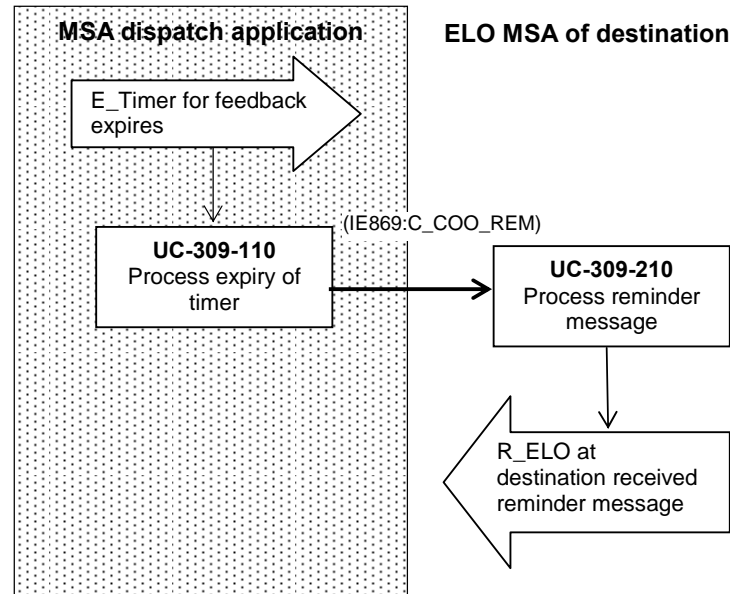 MSA dispatch application
ELO MSA of destination
E_Timer for feedback
expires
(IE869:C_COO_REM)
UC-309-110
Process expiry of
timer
UC-309-210
Process reminder
message
R_ELO at
destination received
reminder message